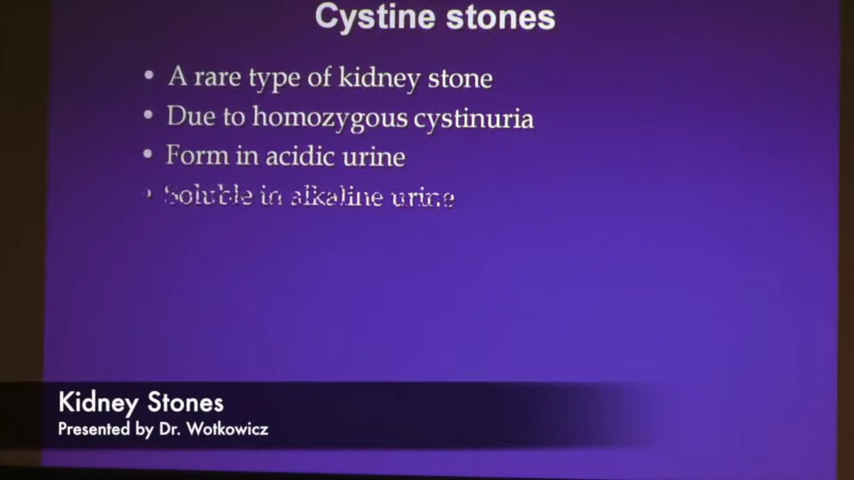 Cystine stones
• A rare type of kidney stone
• Due to homozygous cystinuria
• Form in acidic urine
• Soluble in alkaline urine
Kidney Stones
Presented by Dr. Wotkowicz